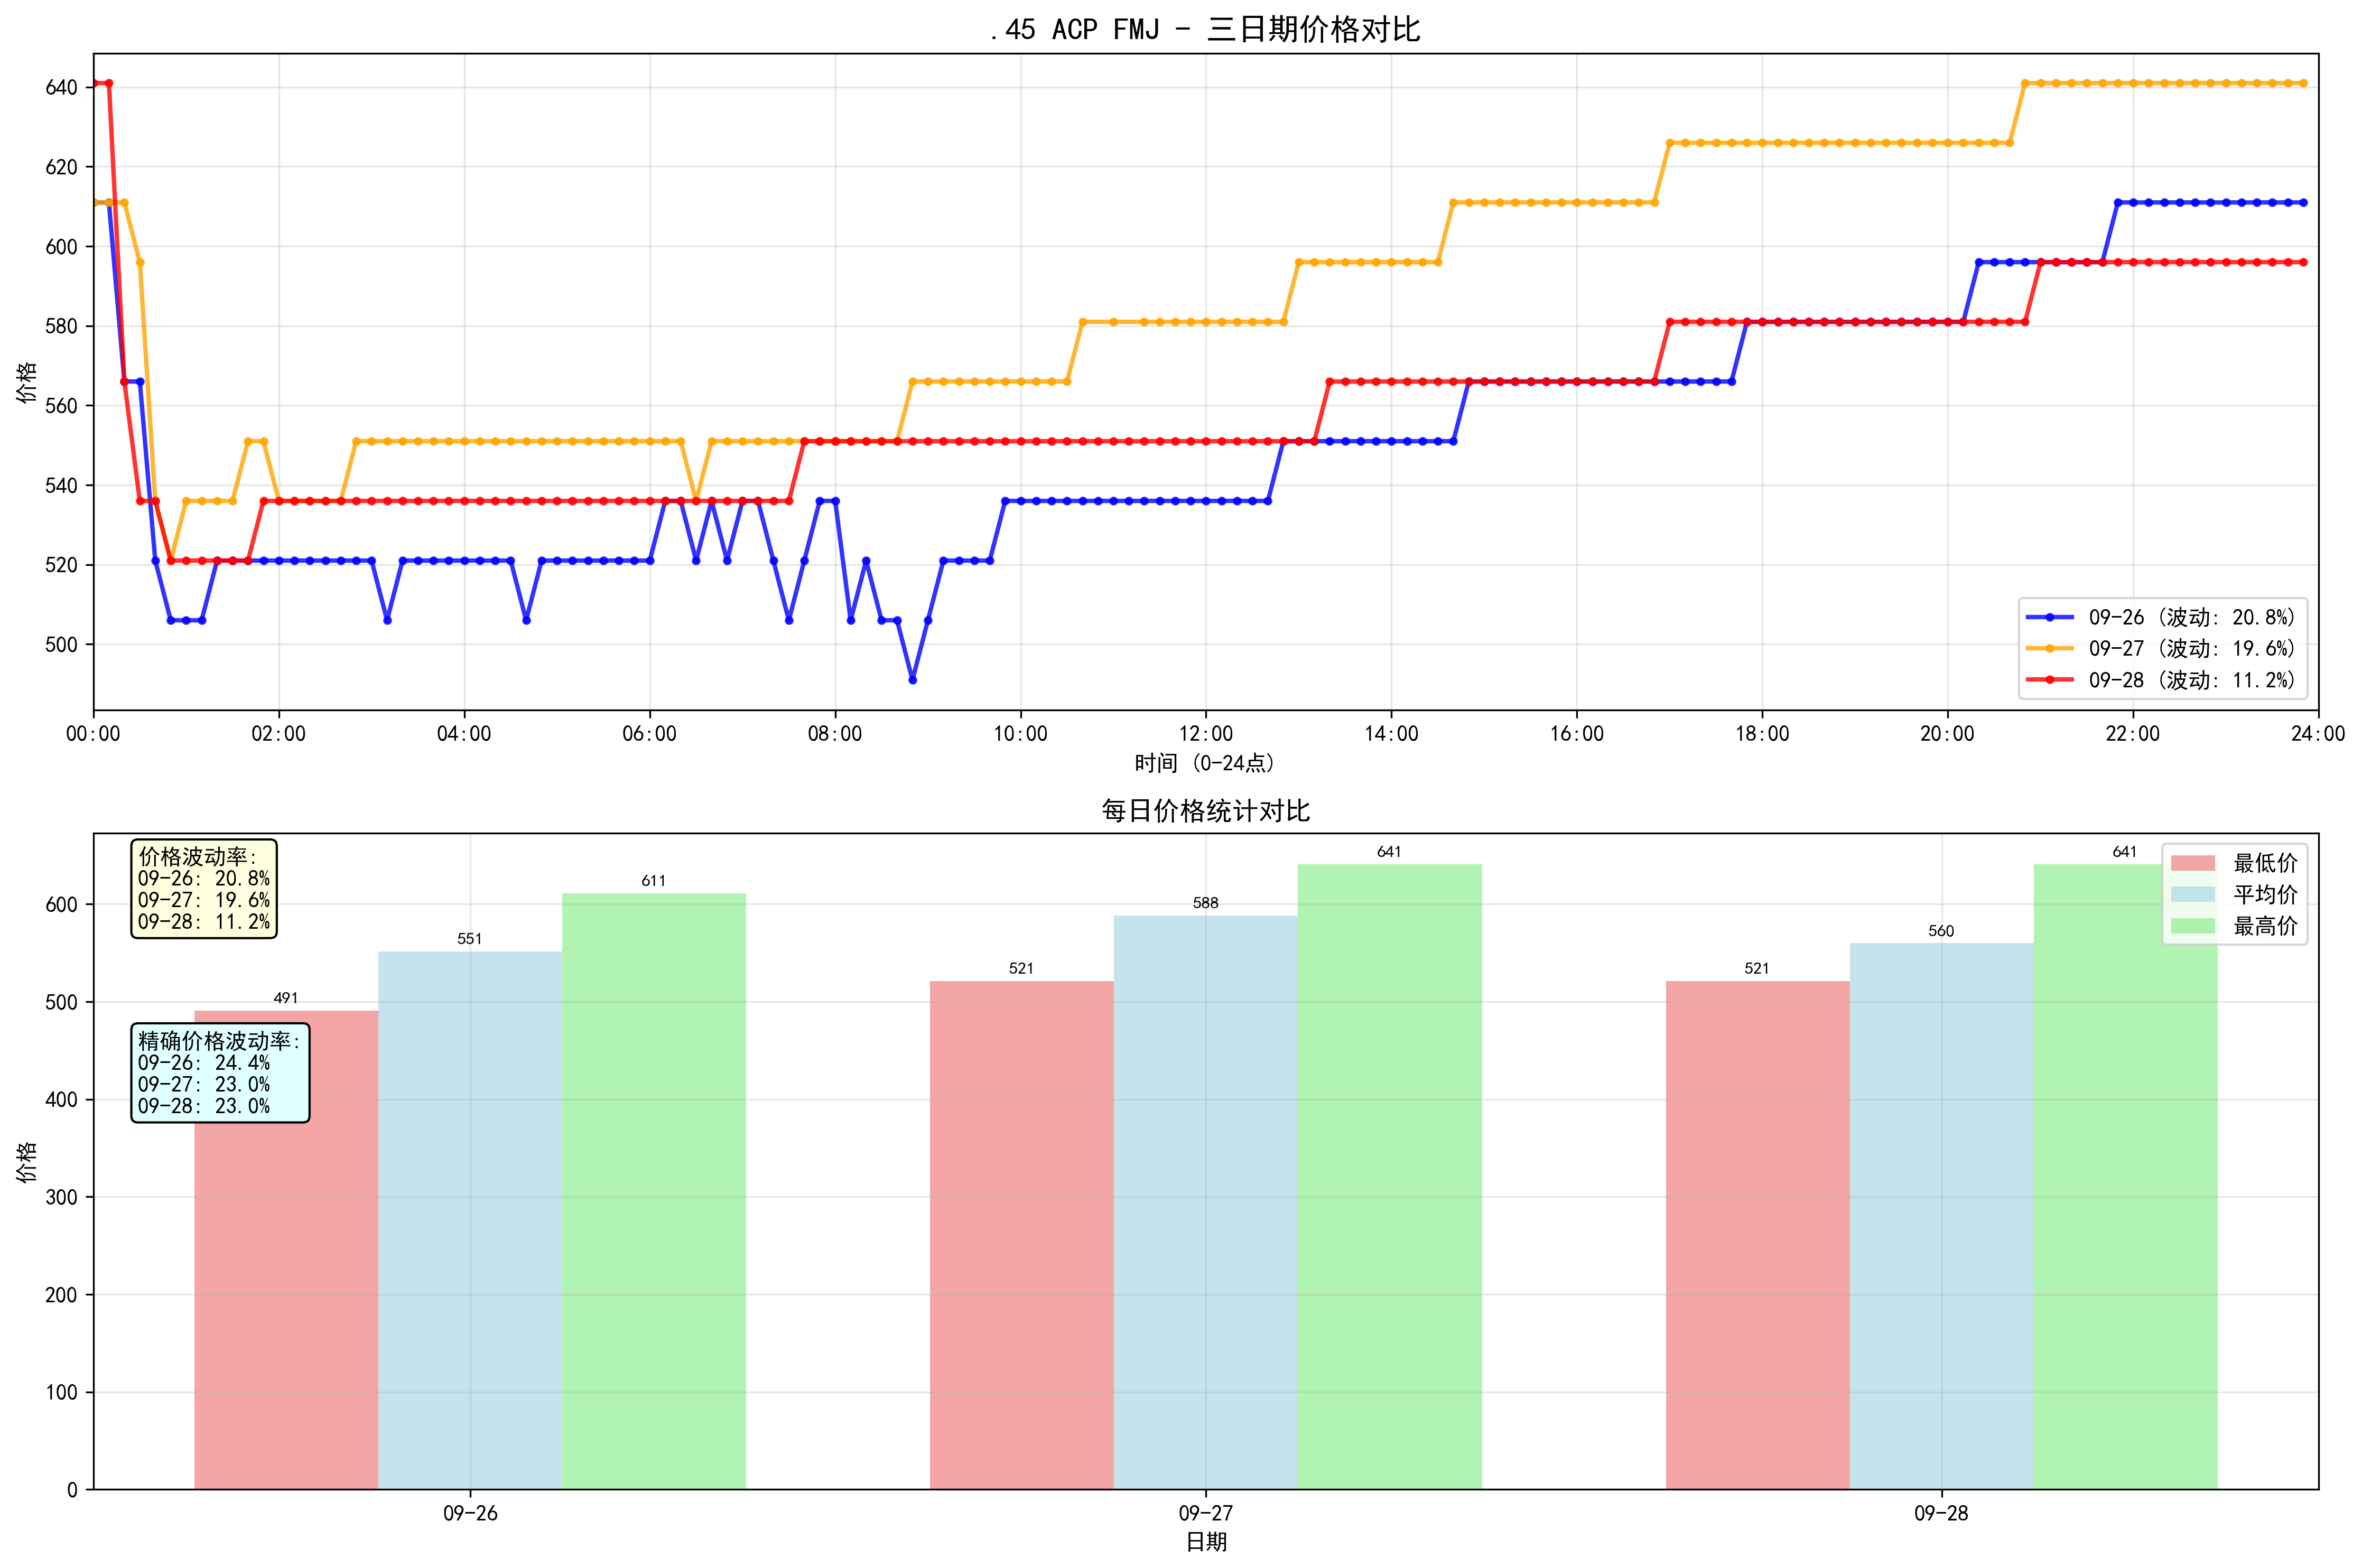 .45 ACP FMJ - 三日期价格对比
价格
640
620
600
580
560
540
520
500
09-26 (波动: 20.8%)
09-27 (波动: 19.6%)
09-28 (波动: 11.2%)
00:00 02:00 04:00 06:00 08:00 10:00 12:00 14:00 16:00 18:00 20:00 22:00 24:00
时间 (0-24点)
每日价格统计对比
价格
600
500
400
300
200
100
0
价格波动率:
09-26: 20.8%
09-27: 19.6%
09-28: 11.2%
精确价格波动率:
09-26: 24.4%
09-27: 23.0%
09-28: 23.0%
491
551
611
521
588
641
521
560
641
最低价
平均价
最高价
09-26 09-27 09-28
日期